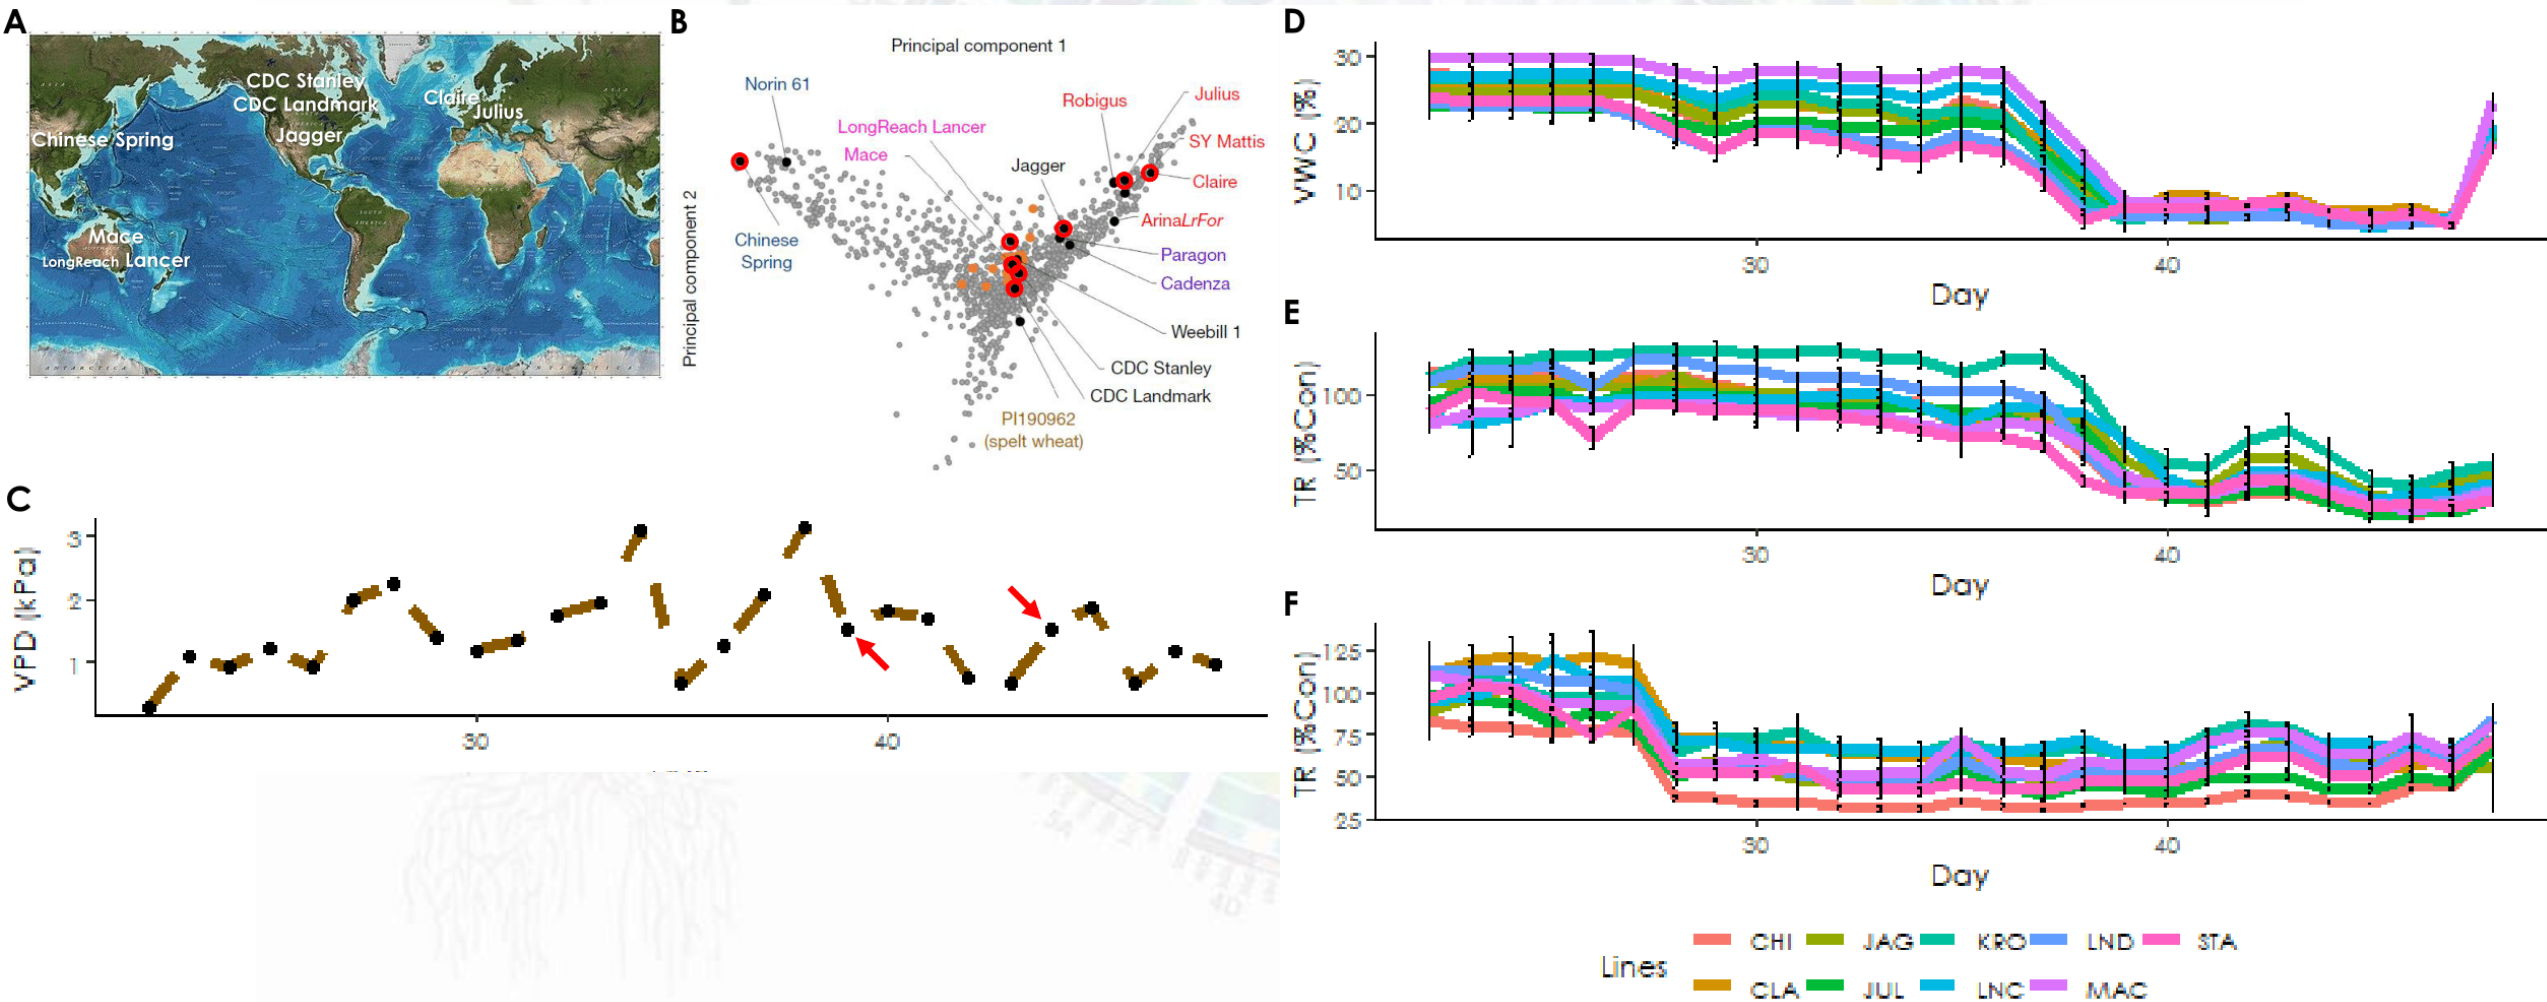 A
CDC Stanley
CDC Landmark
Jagger
Claire
Julius
Chinese Spring
Mace
LongReach Lancer
B
Principal component 1
Principal component 2
Norin 61
LongReach Lancer
Mace
Jagger
Robigus
Julius
SY Mattis
Claire
ArinaLrFor
Chinese
Spring
Paragon
Cadenza
Weebill 1
CDC Stanley
CDC Landmark
PI190962
(spelt wheat)
C
VPD (kPa)
3
2
1
30
40
D
VWC (%)
30
20
10
30
40
Day
E
TR (%Con)
100
50
30
40
Day
F
TR (%Con)
125
100
75
50
25
30
40
Day
Lines
CHI
JAG
KRO
LND
STA
CLA
JUL
LNC
MAC
5A
4D